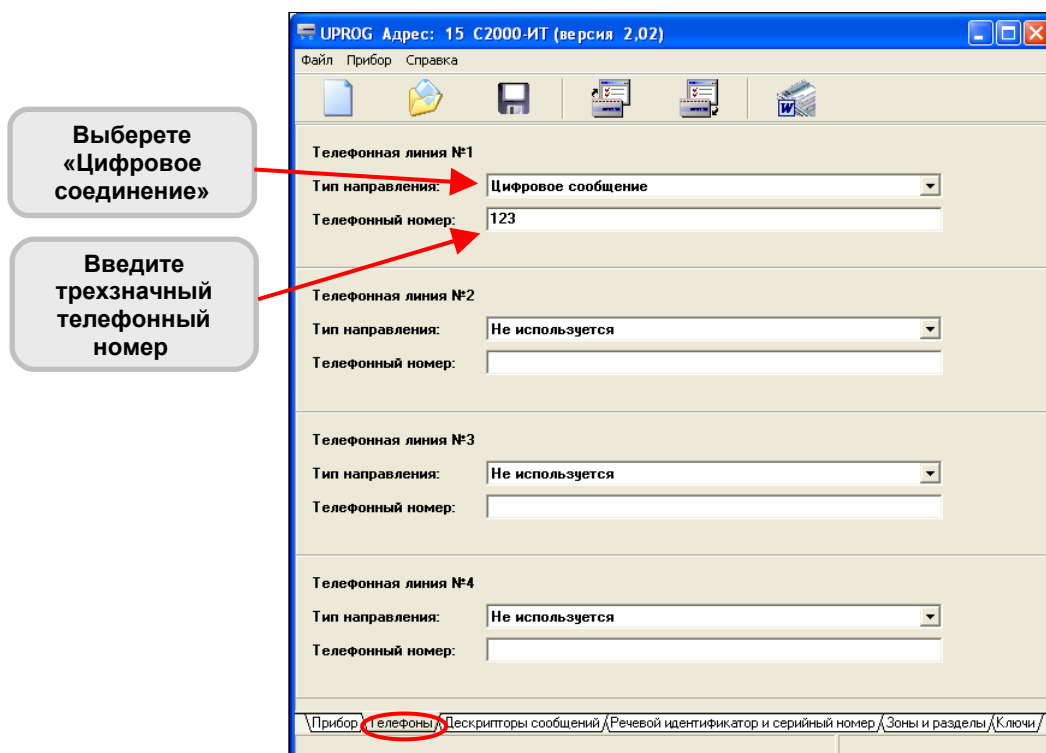 UPROG Адрес: 15 С2000-ИТ (версия 2,02)
Файл Прибор Справка
W
Выберете
«Цифровое
соединение»
Введите
трехзначный
телефонный
номер
Телефонная линия №1
Тип направления: Цифровое сообщение
Телефонный номер: 123
Телефонная линия №2
Тип направления: Не используется
Телефонный номер:
Телефонная линия №3
Тип направления: Не используется
Телефонный номер:
Телефонная линия №4
Тип направления: Не используется
Телефонный номер:
Прибор Телефоны Дескрипторы сообщений Речевой идентификатор и серийный номер Зоны и разделы Ключи